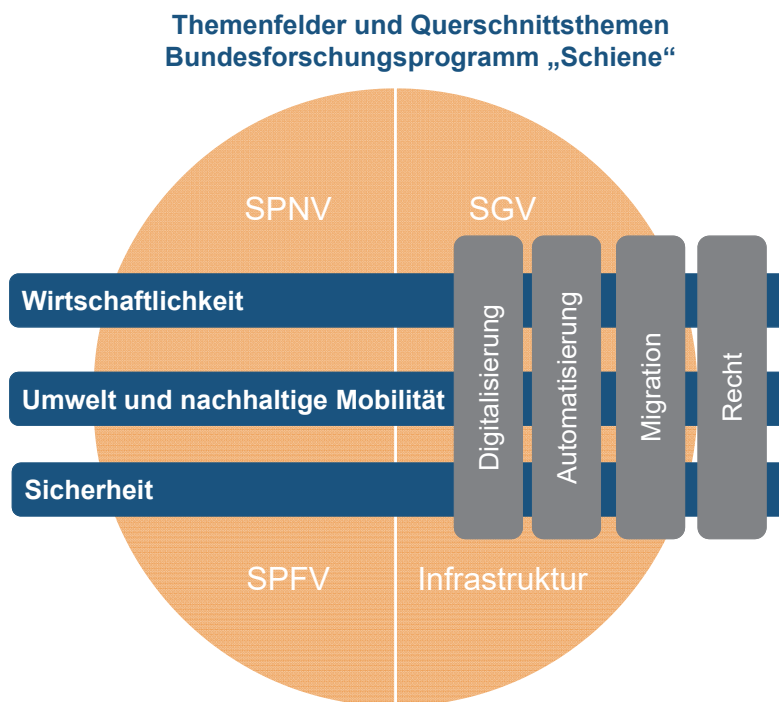 Themenfelder und Querschnittsthemen
Bundesforschungsprogramm „Schiene“
SPNV
SGV
Wirtschaftlichkeit
Umwelt und nachhaltige Mobilität
Sicherheit
Digitalisierung
Automatisierung
Migration
Recht
SPFV
Infrastruktur